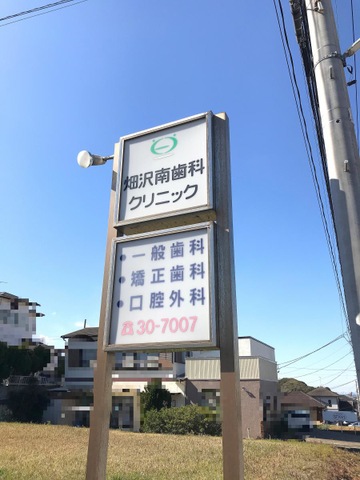 畑沢南歯科
クリニック
・一般歯科
・矯正歯科
・口腔外科
☎30-7007